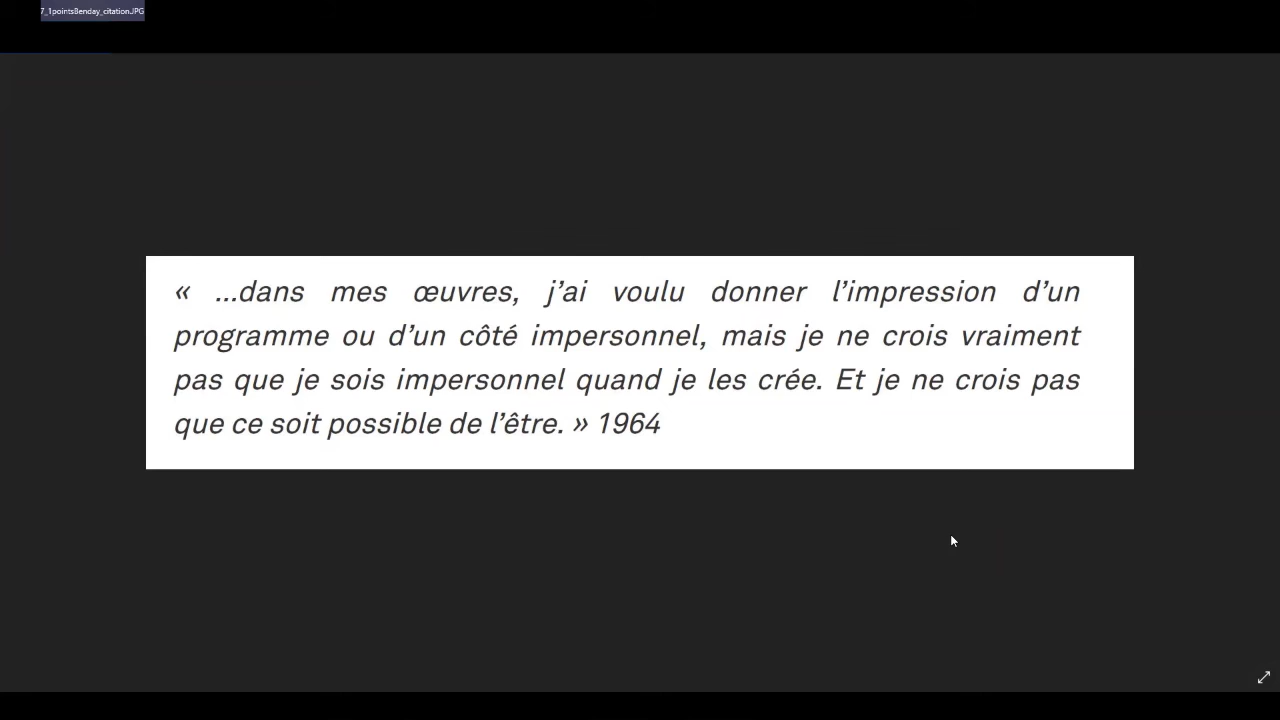 7_1pointsBenday_citation.JPG
« ...dans mes œuvres, j’ai voulu donner l’impression d’un
programme ou d’un côté impersonnel, mais je ne crois vraiment
pas que je sois impersonnel quand je les crée. Et je ne crois pas
que ce soit possible de l’être. » 1964